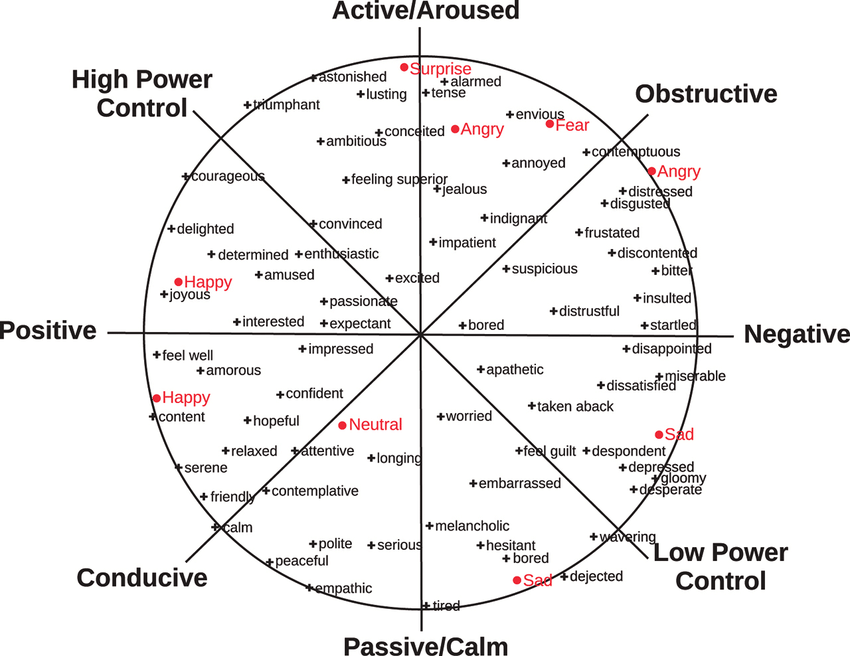 Active/Aroused
Surprise
High Power
Control
astonished
alarmed
lusting
tense
Obstructive
triumphant
envious
conceited
Angry
Fear
ambitious
contemptuous
annoyed
Angry
courageous
feeling superior
jealous
distressed
disgusted
convinced
indignant
delighted
frustated
impatient
determined
enthusiastic
discontented
amused
suspicious
bitter
Happy
excited
joyous
passionate
insulted
distrustful
interested
expectant
bored
startled
Positive
Negative
feel well
impressed
disappointed
amorous
apathetic
miserable
dissatisfied
Happy
confident
taken aback
content
hopeful
Neutral
worried
Sad
relaxed
attentive
longing
feel guilt
despondent
serene
depressed
gloomy
friendly
contemplative
embarrassed
desperate
calm
melancholic
wavering
polite
serious
hesitant
Low Power
Control
peaceful
bored
Conducive
empathic
Sad
dejected
tired
Passive/Calm